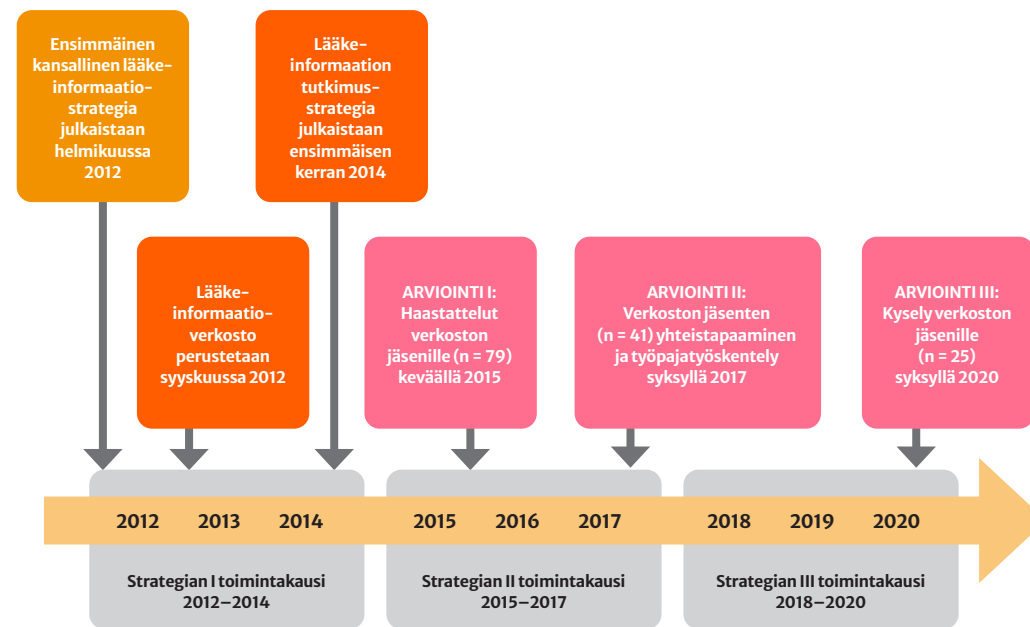 Ensimmäinen
kansallinen lääke-
informaatio-
strategia
julkaistaan
helmikuussa
2012
Lääke-
informaation
tutkimus-
strategia
julkaistaan
ensimmäisen
kerran 2014
Lääke-
informaatio-
verkosto
perustetaan
syyskuussa 2012
ARVIOINTI I:
Haastattelut
verkoston
jäsenille (n = 79)
keväällä 2015
ARVIOINTI II:
Verkoston jäsenten
(n = 41) yhteistapaaminen
ja työpajatyöskentely
syksyllä 2017
ARVIOINTI III:
Kysely verkoston
jäsenille
(n = 25)
syksyllä 2020
2012 2013 2014 2015 2016 2017 2018 2019 2020
Strategian I toimintakausi
2012–2014
Strategian II toimintakausi
2015–2017
Strategian III toimintakausi
2018–2020